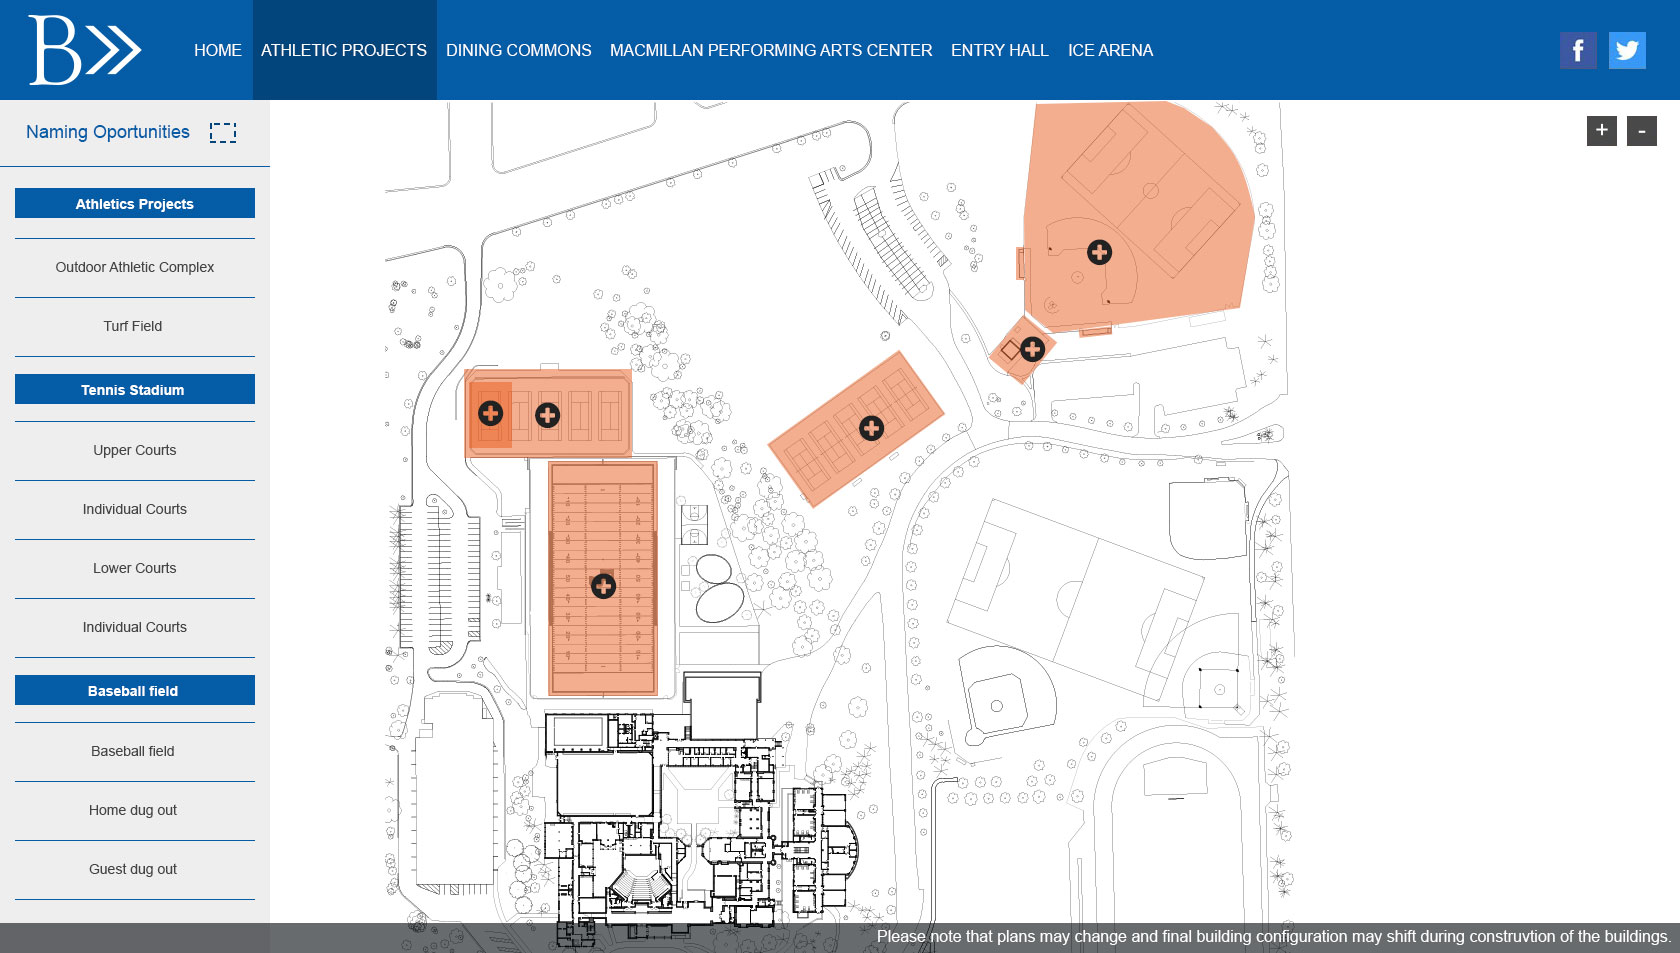 B
HOME ATHLETIC PROJECTS DINING COMMONS MACMILLAN PERFORMING ARTS CENTER ENTRY HALL ICE ARENA
f
+ -
Naming Oportunities
Athletics Projects
Outdoor Athletic Complex
Turf Field
Tennis Stadium
Upper Courts
Individual Courts
Lower Courts
Individual Courts
Baseball field
Baseball field
Home dug out
Guest dug out
Please note that plans may change and final building configuration may shift during construvtion of the buildings.